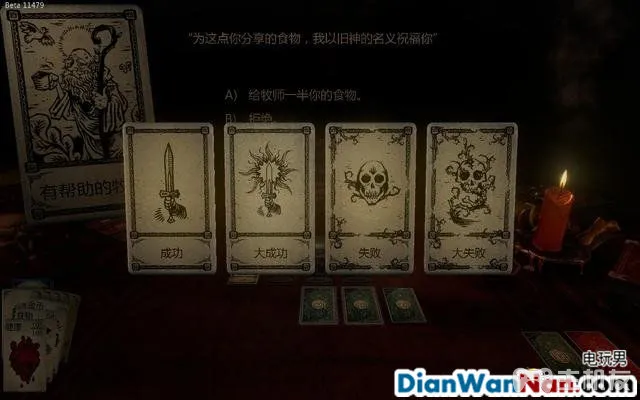 Beta 11479
“为这点你分享的食物，我以旧神的名义祝福你”
A) 给牧师一半你的食物。
B) 拒绝
有帮助的牧
成功
大成功
失败
大失败
电玩男
DianWanNan.com